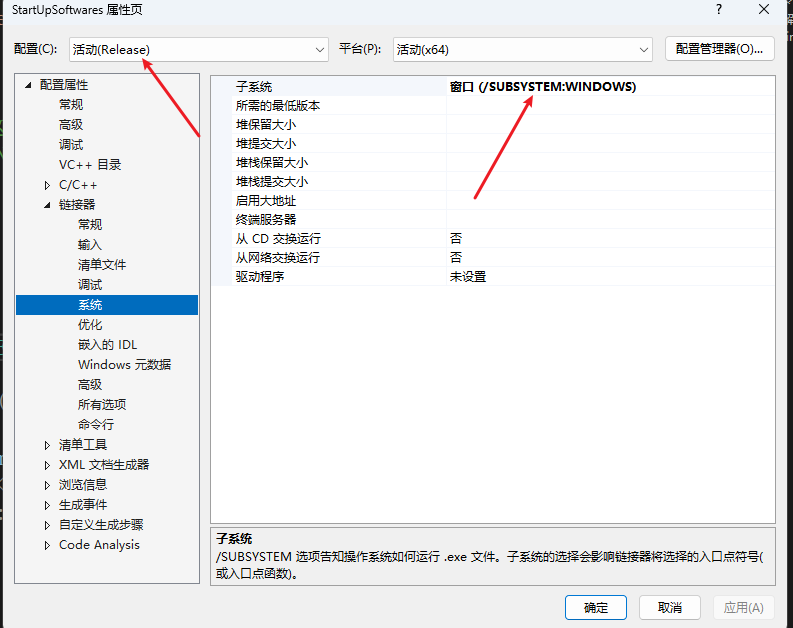 StartUpSoftwares 属性页
?
配置(C):
活动(Release)
平台(P):
活动(x64)
配置管理器(O)...
配置属性
常规
高级
调试
VC++ 目录
C/C++
链接器
常规
输入
清单文件
调试
系统
优化
嵌入的 IDL
Windows 元数据
高级
所有选项
命令行
清单工具
XML 文档生成器
浏览信息
生成事件
自定义生成步骤
Code Analysis
子系统 窗口 (/SUBSYSTEM:WINDOWS)
所需的最低版本
堆保留大小
堆提交大小
堆栈保留大小
堆栈提交大小
启用大地址
终端服务器
从 CD 交换运行 否
从网络交换运行 否
驱动程序 未设置
子系统
/SUBSYSTEM 选项告知操作系统如何运行 .exe 文件。子系统的选择会影响链接器将选择的入口点符号(
或入口点函数)。
确定
取消
应用(A)